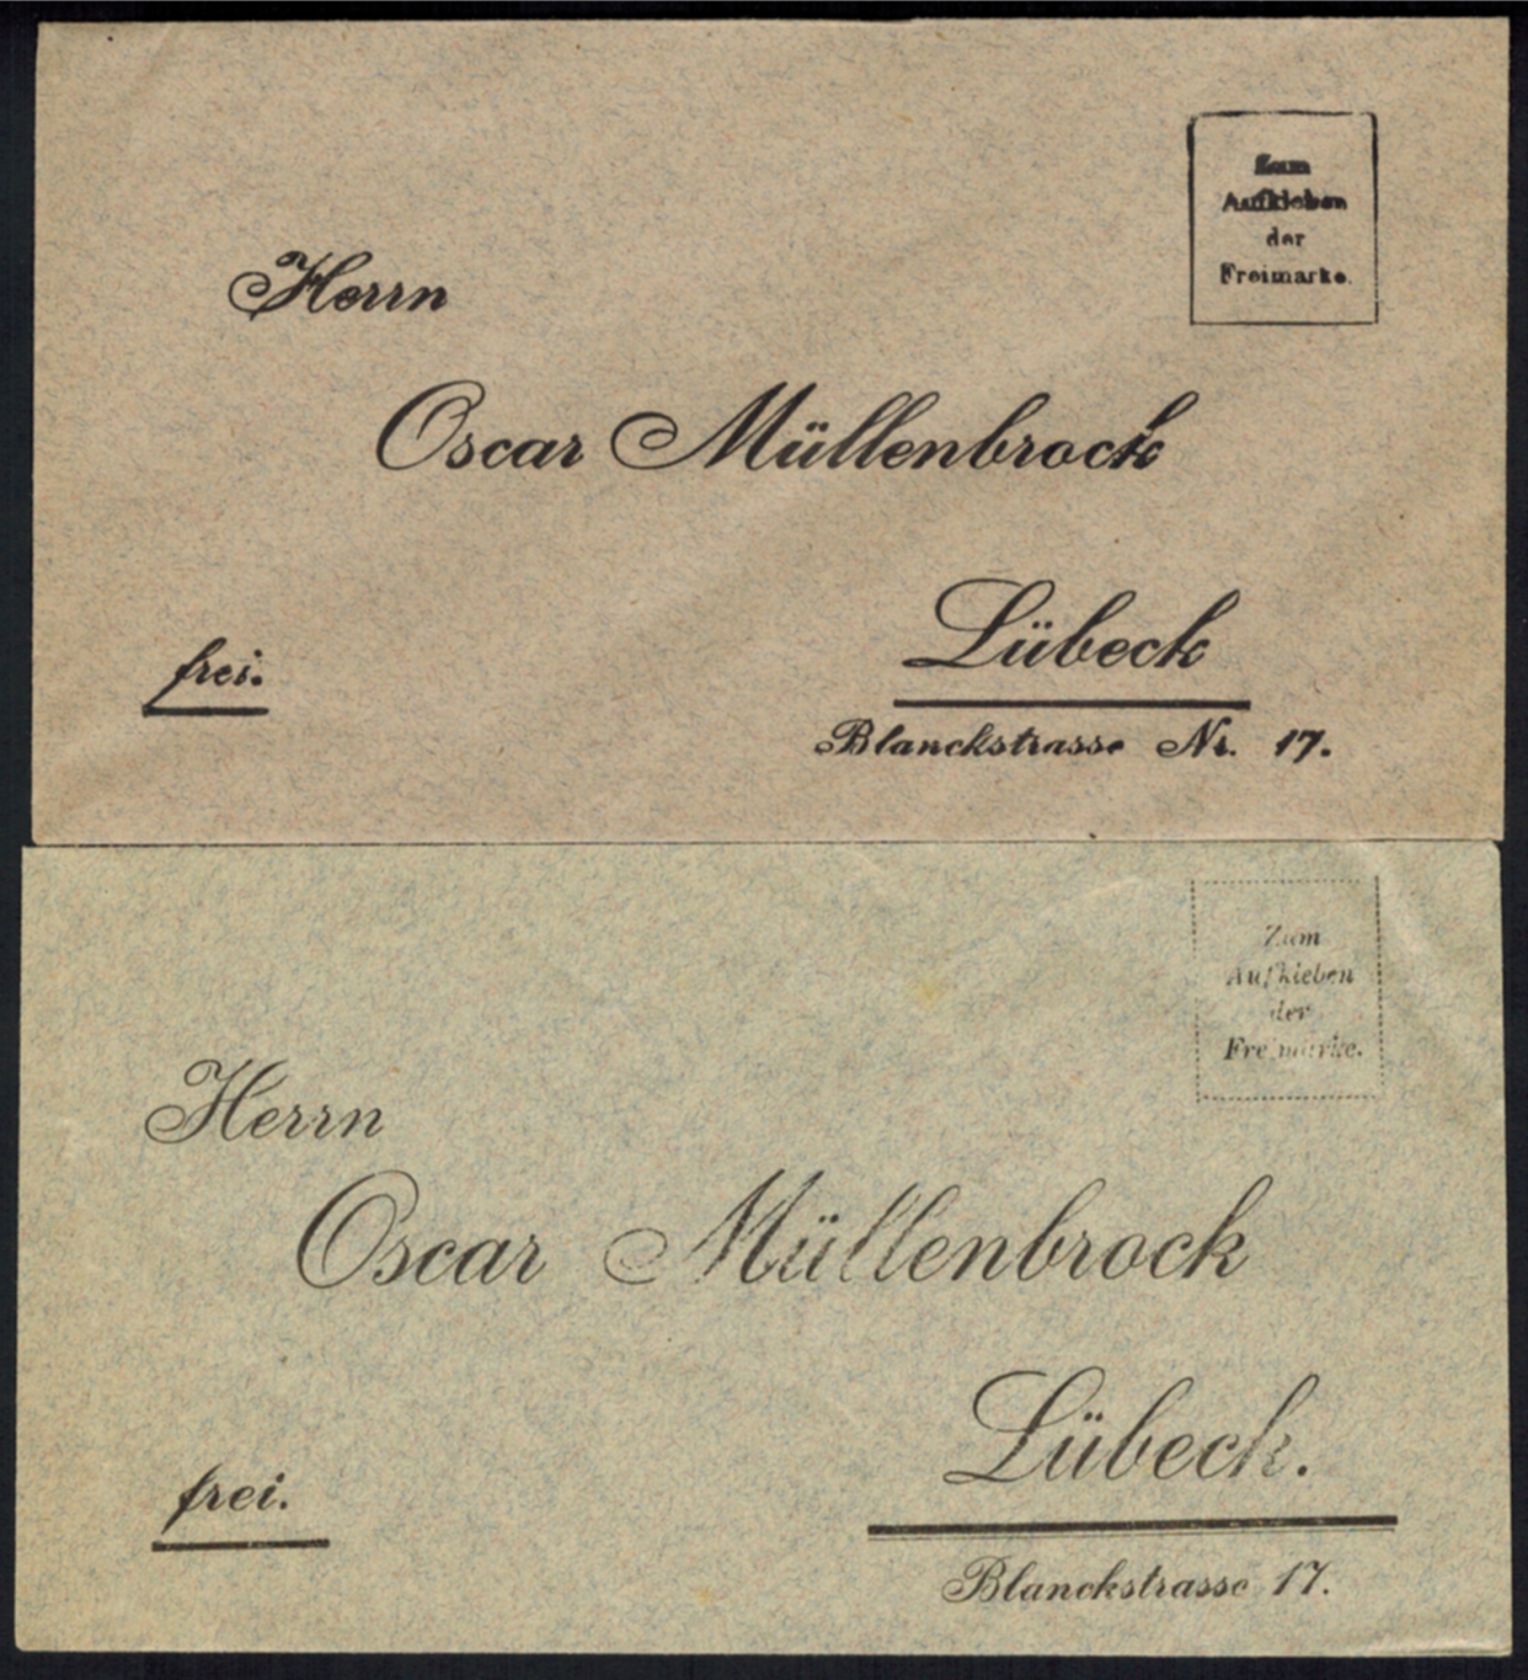 Zum
Aufkleben
der
Freimarke.
Herrn
Oscar Müllenbrock
Lübeck
frei.
Blanckstrasse Nr. 17.
Zum
Aufkleben
der
Freimarke.
Herrn
Oscar Müllenbrock
Lübeck.
frei.
Blanckstrasse 17.